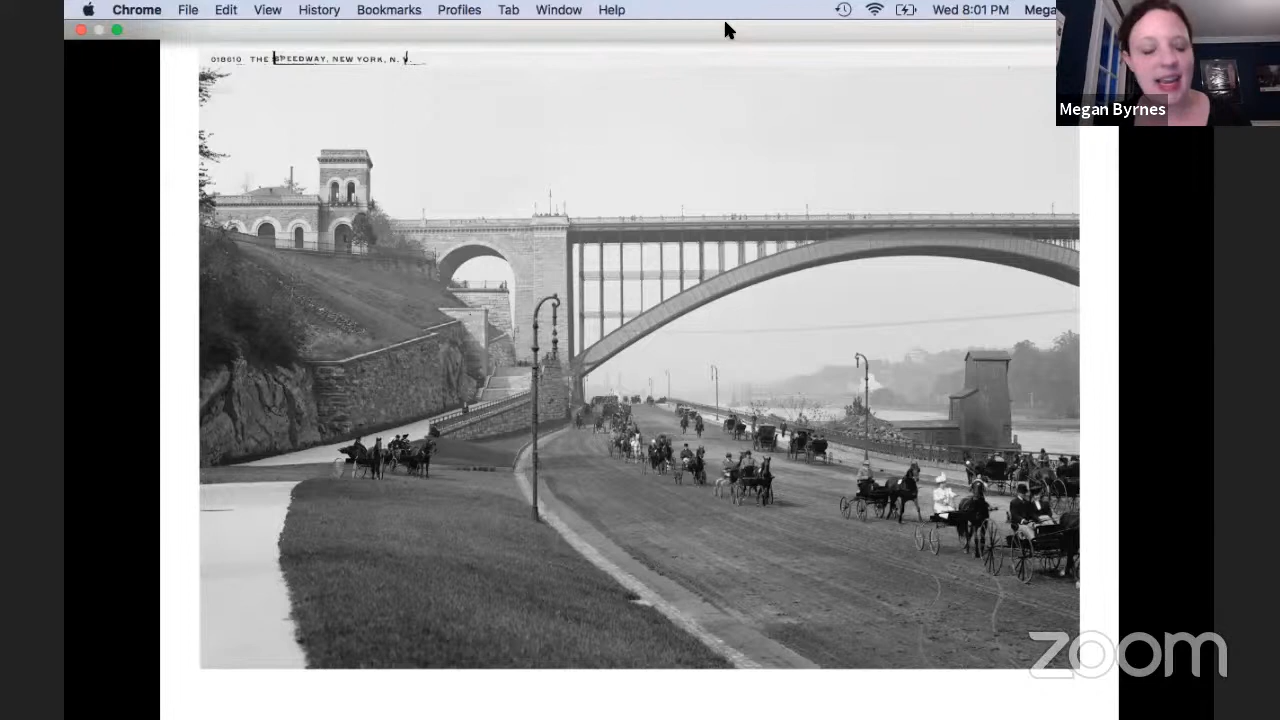 Chrome File Edit View History Bookmarks Profiles Tab Window Help Wed 8:01 PM Mega
018610 THE SPEEDWAY, NEW YORK, N. Y.
Megan Byrnes
zoom